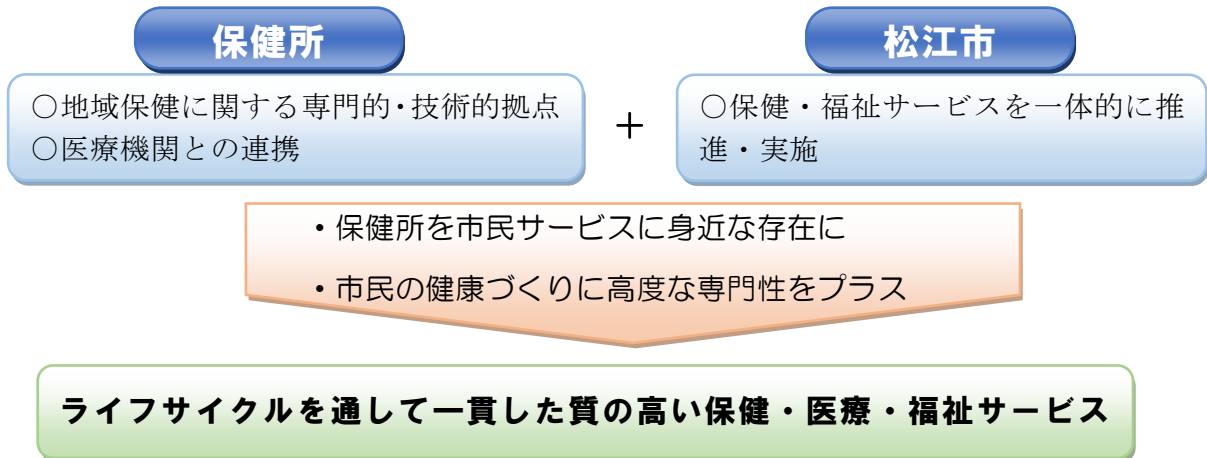 保健所
○地域保健に関する専門的・技術的拠点
○医療機関との連携
＋
松江市
○保健・福祉サービスを一体的に推
進・実施
・保健所を市民サービスに身近な存在に
・市民の健康づくりに高度な専門性をプラス
ライフサイクルを通して一貫した質の高い保健・医療・福祉サービス